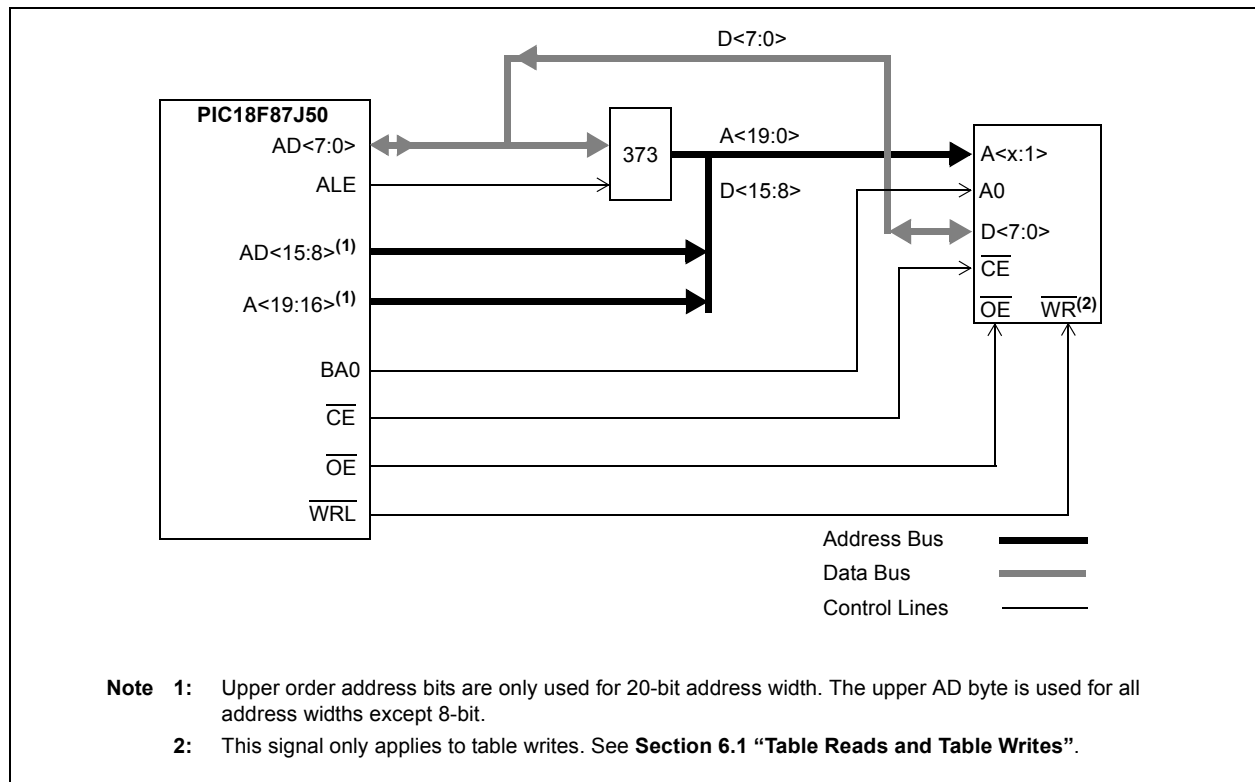 D<7:0>
PIC18F87J50
AD<7:0>
373
A<19:0>
A<x:1>
ALE
D<15:8>
A0
AD<15:8>(1)
D<7:0>
CE
A<19:16>(1)
OE WR(2)
BA0
CE
OE
WRL
Address Bus
Data Bus
Control Lines
Note 1: Upper order address bits are only used for 20-bit address width. The upper AD byte is used for all
address widths except 8-bit.
2: This signal only applies to table writes. See Section 6.1 “Table Reads and Table Writes”.